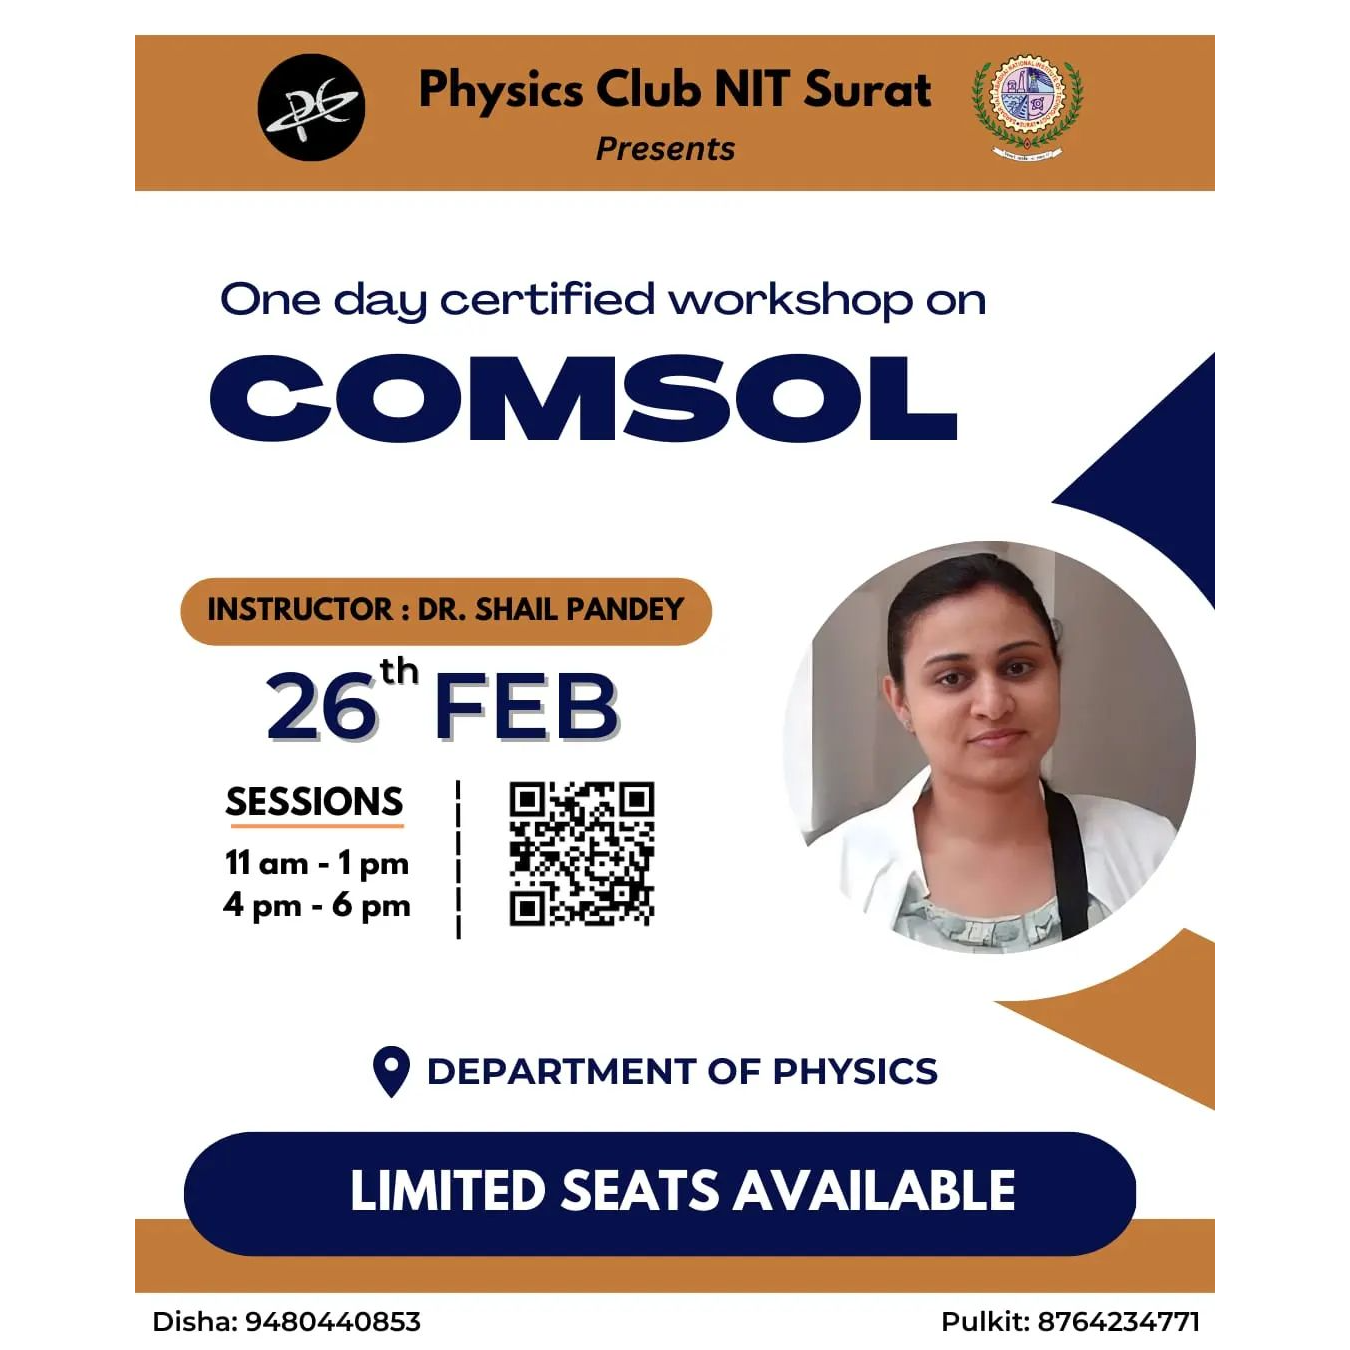 Physics Club NIT Surat
Presents
One day certified workshop on
COMSOL
INSTRUCTOR : DR. SHAIL PANDEY
26th FEB
SESSIONS
11 am - 1 pm
4 pm - 6 pm
DEPARTMENT OF PHYSICS
LIMITED SEATS AVAILABLE
Disha: 9480440853
Pulkit: 8764234771